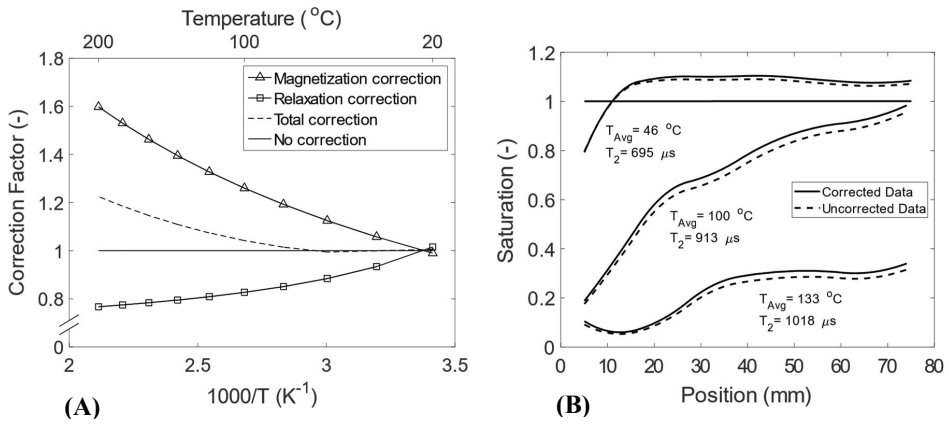 Temperature (°C)
200
100
20
1.8
1.6
1.4
1.2
1
0.8
0
Correction Factor (-)
Magnetization correction
Relaxation correction
Total correction
No correction
2
2.5
3
3.5
1000/T (K⁻¹)
(A)
1.2
1
0.8
0.6
0.4
0.2
0
Saturation (-)
T_Avg = 46 °C
T_2 = 695 μs
Corrected Data
Uncorrected Data
T_Avg = 100 °C
T_2 = 913 μs
T_Avg = 133 °C
T_2 = 1018 μs
0
10
20
30
40
50
60
70
80
Position (mm)
(B)